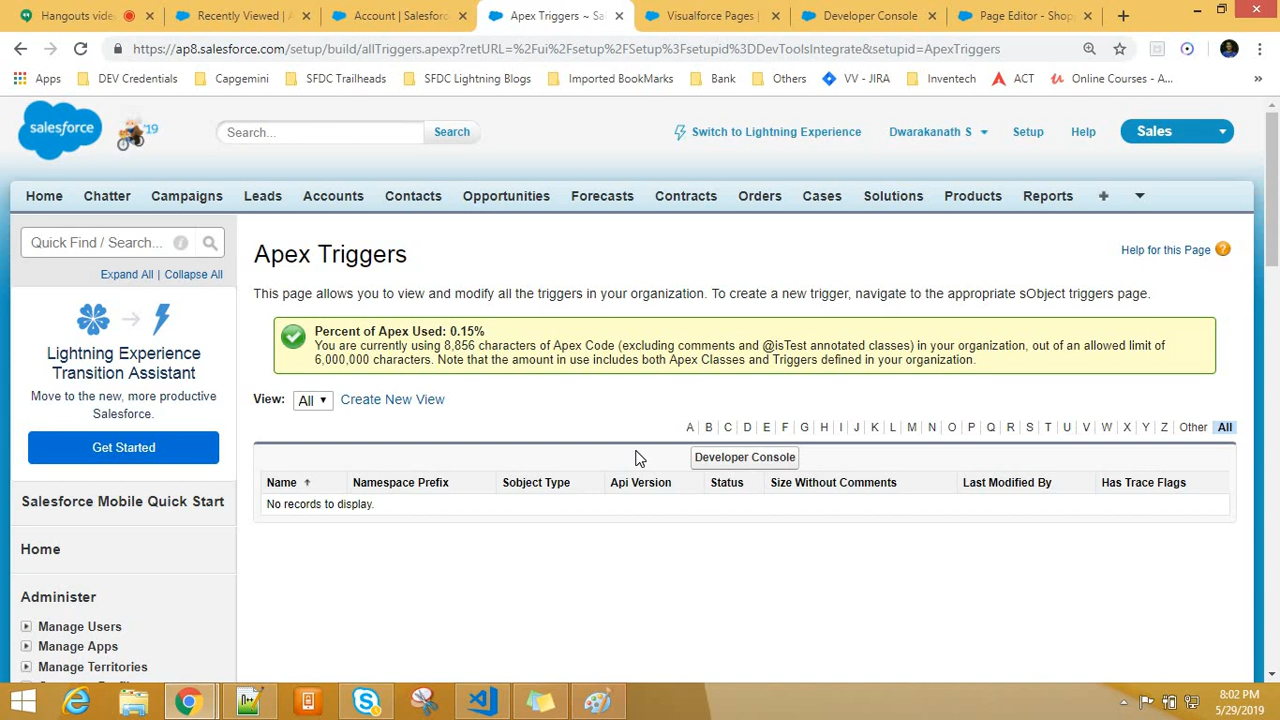 Hangouts vide
Recently Viewed |
Account | Salesforc
Apex Triggers ~ Sa
Visualforce Pages
Developer Console
Page Editor - Shop
https://ap8.salesforce.com/setup/build/allTriggers.apexp?retURL=%2Fui%2Fsetup%2FSetup%3Fsetupid%3DDevToolsIntegrate&setupid=ApexTriggers
Apps
DEV Credentials
Capgemini
SFDC Trailheads
SFDC Lightning Blogs
Imported BookMarks
Bank
Others
VV - JIRA
Inventech
ACT
Online Courses - A...
»
salesforce
'19
Search...
Search
Switch to Lightning Experience
Dwarakanath S
Setup
Help
Sales
Home
Chatter
Campaigns
Leads
Accounts
Contacts
Opportunities
Forecasts
Contracts
Orders
Cases
Solutions
Products
Reports
+
Quick Find / Search...
Expand All | Collapse All
Lightning Experience
Transition Assistant
Move to the new, more productive
Salesforce.
Get Started
Salesforce Mobile Quick Start
Home
Administer
Manage Users
Manage Apps
Manage Territories
Apex Triggers
Help for this Page
This page allows you to view and modify all the triggers in your organization. To create a new trigger, navigate to the appropriate sObject triggers page.
Percent of Apex Used: 0.15%
You are currently using 8,856 characters of Apex Code (excluding comments and @isTest annotated classes) in your organization, out of an allowed limit of
6,000,000 characters. Note that the amount in use includes both Apex Classes and Triggers defined in your organization.
View: All Create New View
A B C D E F G H I J K L M N O P Q R S T U V W X Y Z Other All
Developer Console
Name Namespace Prefix Sobject Type Api Version Status Size Without Comments Last Modified By Has Trace Flags
No records to display.
8:02 PM
5/29/2019